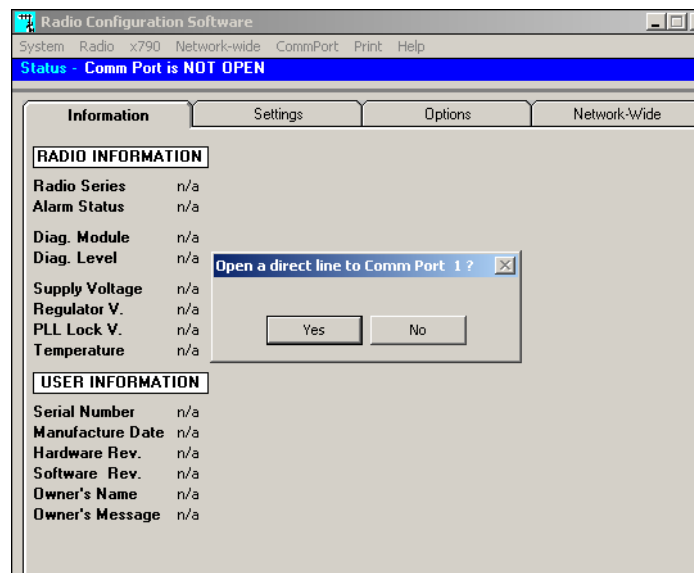 Radio Configuration Software
System Radio x790 Network-wide CommPort Print Help
Status - Comm Port is NOT OPEN
Information Settings Options Network-Wide
RADIO INFORMATION
Radio Series n/a
Alarm Status n/a
Diag. Module n/a
Diag. Level n/a
Open a direct line to Comm Port 1 ?
Supply Voltage n/a
Regulator V. n/a
PLL Lock V. n/a
Yes No
Temperature n/a
USER INFORMATION
Serial Number n/a
Manufacture Date n/a
Hardware Rev. n/a
Software Rev. n/a
Owner's Name n/a
Owner's Message n/a